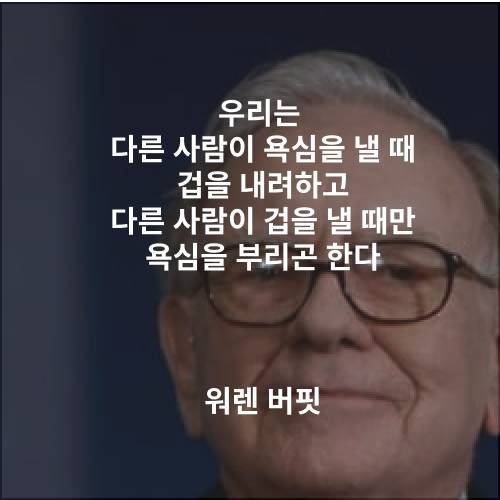 우리는
다른 사람이 욕심을 낼 때
겁을 내려하고
다른 사람이 겁을 낼 때만
욕심을 부리곤 한다
워렌 버핏